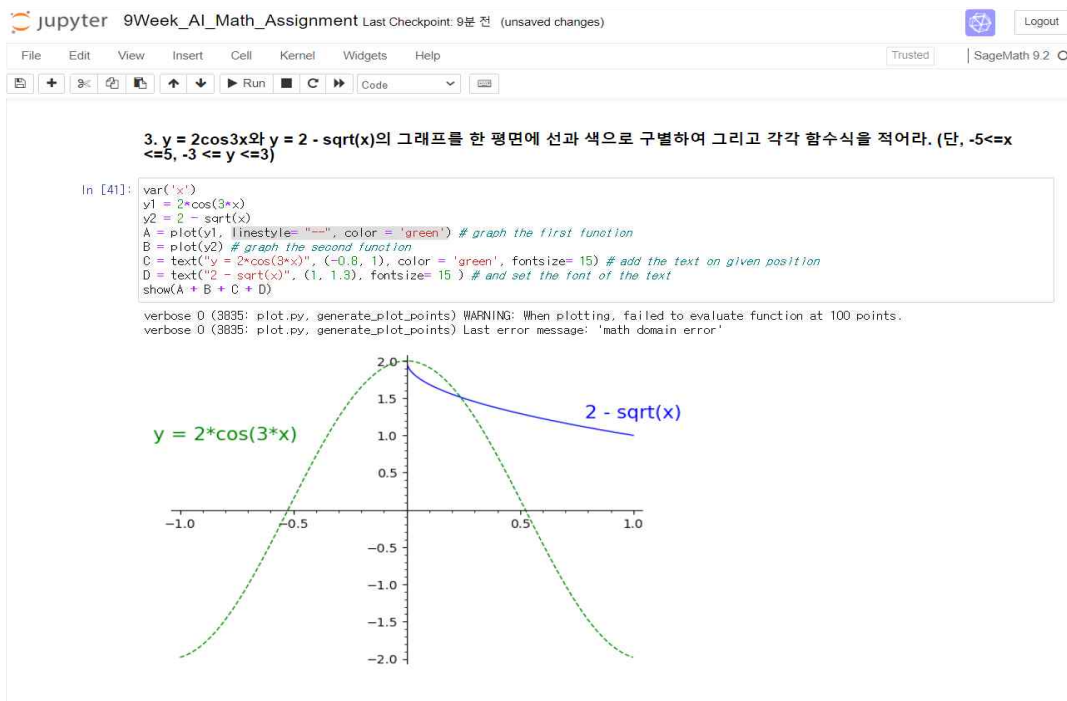 jupyter 9Week_AI_Math_Assignment Last Checkpoint: 9분 전 (unsaved changes)
Logout
File Edit View Insert Cell Kernel Widgets Help
Trusted
SageMath 9.2
Run
Code
3. y = 2cos3x와 y = 2 - sqrt(x)의 그래프를 한 평면에 선과 색으로 구별하여 그리고 각각 함수식을 적어라. (단, -5<=x
<=5, -3 <= y <=3)
In [41]:
var('x')
y1 = 2*cos(3*x)
y2 = 2 - sqrt(x)
A = plot(y1, linestyle= "--", color = 'green') # graph the first function
B = plot(y2) # graph the second function
C = text("y = 2*cos(3*x)", (-0.8, 1), color = 'green', fontsize= 15) # add the text on given position
D = text("2 - sqrt(x)", (1, 1.3), fontsize= 15 ) # and set the font of the text
show(A + B + C + D)
verbose 0 (3835: plot.py, generate_plot_points) WARNING: When plotting, failed to evaluate function at 100 points.
verbose 0 (3835: plot.py, generate_plot_points) Last error message: 'math domain error'
2.0
1.5
2 - sqrt(x)
y = 2*cos(3*x)
1.0
0.5
−1.0 −0.5 0.5 1.0
−0.5
−1.0
−1.5
−2.0